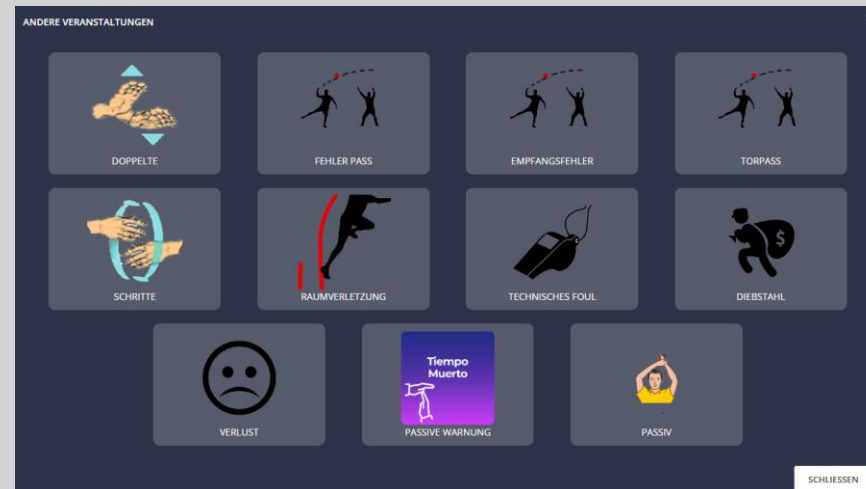 ANDERE VERANSTALTUNGEN
DOPPELTE
FEHLER PASS
EMPFANGSFEHLER
TORPASS
SCHRITTE
RAUMVERLETZUNG
TECHNISCHES FOUL
$
DIEBSTAHL
VERLUST
Tiempo
Muerto
PASSIVE WARNUNG
PASSIV
SCHLIESSEN